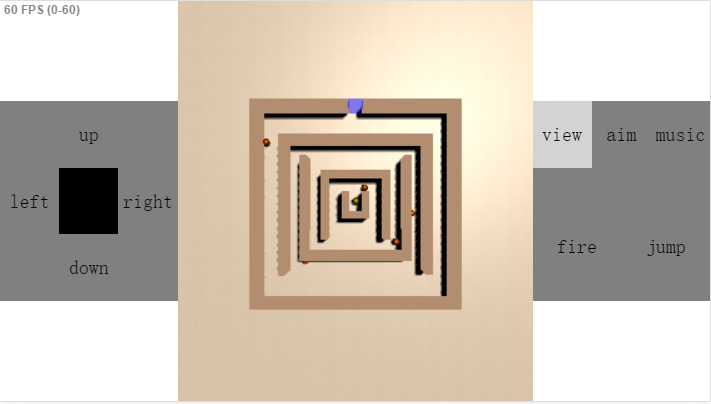 60 FPS (0-60)
up
view aim music
left right
fire jump
down